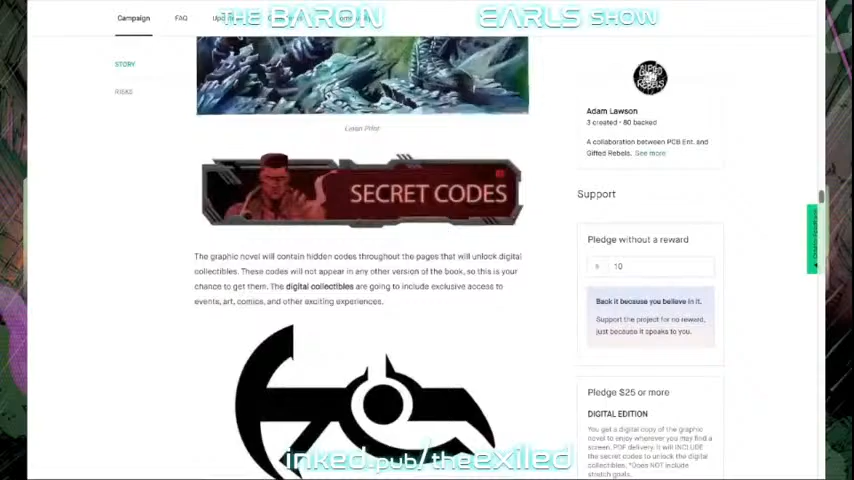 THE BARON EARLS SHOW
Campaign FAQ
STORY
RISKS
Loran Print
SECRET CODES
The graphic novel will contain hidden codes throughout the pages that will unlock digital
collectibles. These codes will not appear in any other version of the book, so this is your
chance to get them. The digital collectibles are going to include exclusive access to
events, art, comics, and other exciting experiences.
GIFTED
REBELS
Adam Lawson
3 created · 80 backed
A collaboration between PCB Ent. and
Gifted Rebels. See more
Support
Pledge without a reward
10
Back it because you believe in it.
Support the project for no reward,
just because it speaks to you.
Pledge $25 or more
DIGITAL EDITION
You get a digital copy of the graphic
novel to enjoy wherever you may find a
screen. PDF delivery. It will INCLUDE
the secret codes to unlock the digital
collectibles. *Does NOT include
stretch goals.
inked.pub/theexiled